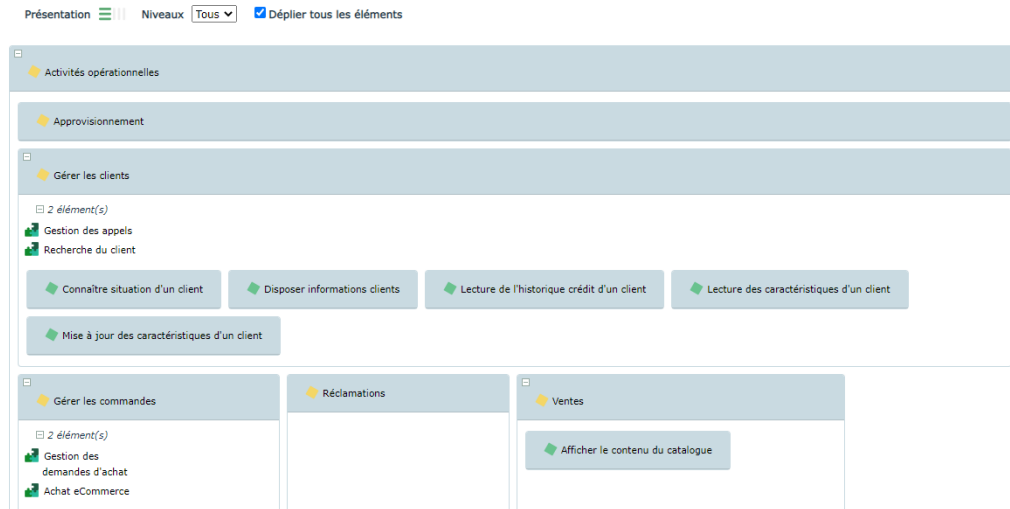 Présentation Niveaux Tous Déplier tous les éléments
Activités opérationnelles
Approvisionnement
Gérer les clients
2 élément(s)
Gestion des appels
Recherche du client
Connaître situation d'un client
Disposer informations clients
Lecture de l'historique crédit d'un client
Lecture des caractéristiques d'un client
Mise à jour des caractéristiques d'un client
Gérer les commandes
2 élément(s)
Gestion des
demandes d'achat
Achat eCommerce
Réclamations
Ventes
Afficher le contenu du catalogue